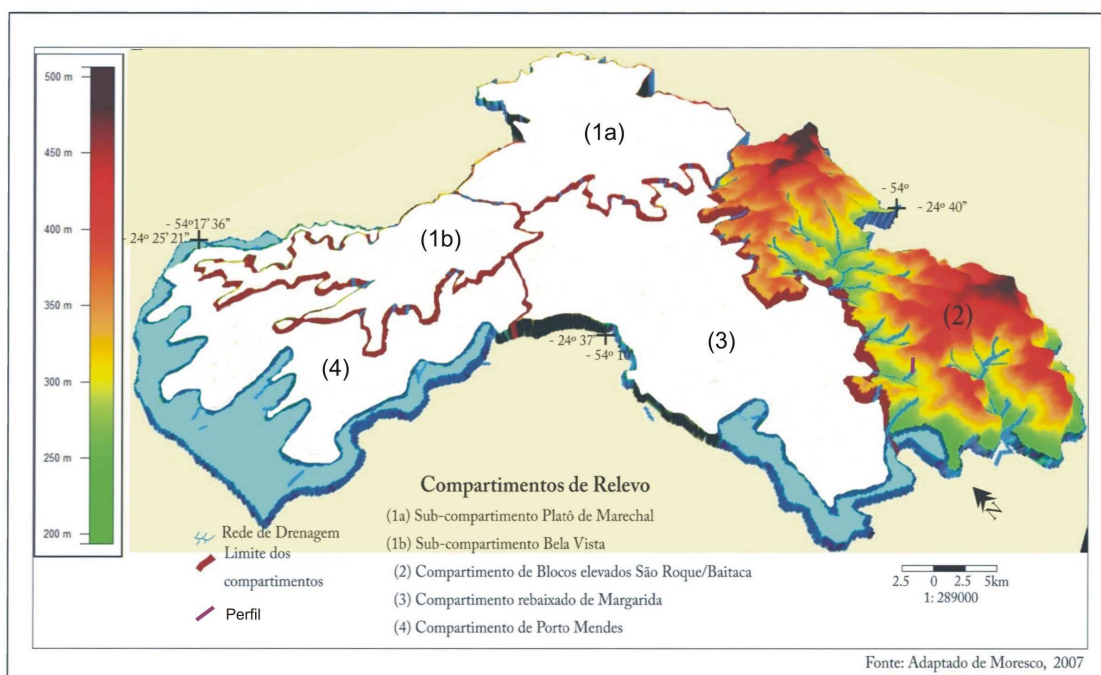 500 m
450 m
400 m
350 m
300 m
250 m
200 m
(1a)
- 54º
- 24º 40'
- 54º17' 36"
- 24º 25' 21"
(1b)
(2)
(3)
- 24º 37'
(4)
Compartimentos de Relevo
(1a) Sub-compartimento Platô de Marechal
(1b) Sub-compartimento Bela Vista
(2) Compartimento de Blocos elevados São Roque/Baitaca
(3) Compartimento rebaixado de Margarida
(4) Compartimento de Porto Mendes
Rede de Drenagem
Limite dos
compartimentos
Perfil
N
2.5 0 2.5 5km
1: 289000
Fonte: Adaptado de Moresco, 2007